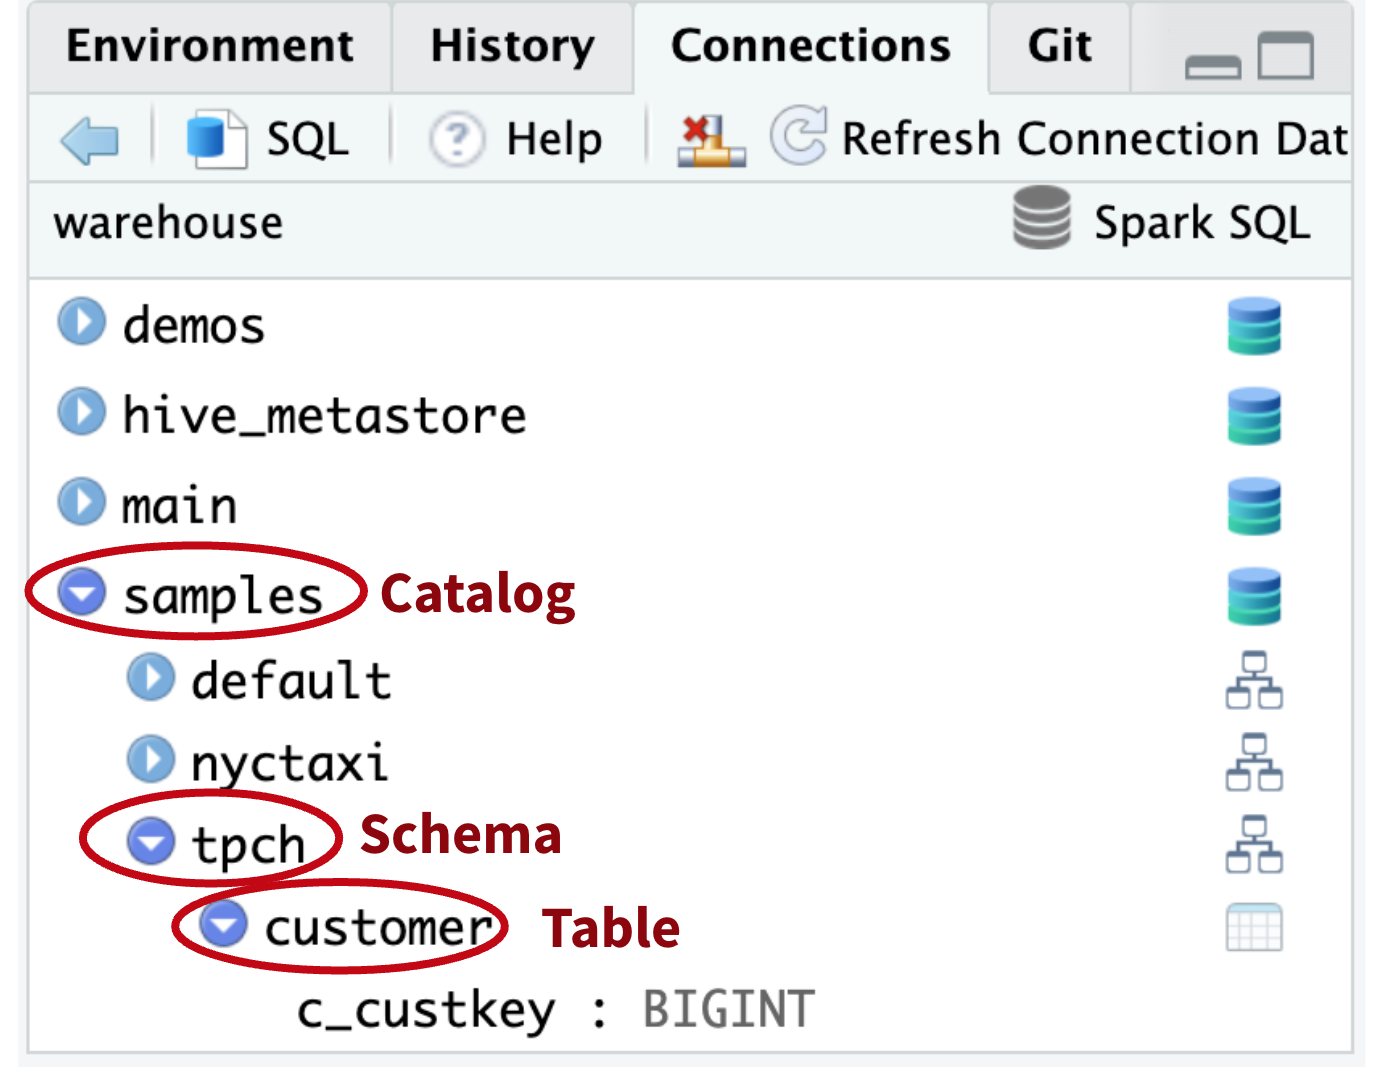 Environment History Connections Git
SQL ? Help Refresh Connection Dat
warehouse Spark SQL
demos
hive_metastore
main
samples Catalog
default
nyctaxi
tpch Schema
customer Table
c_custkey : BIGINT